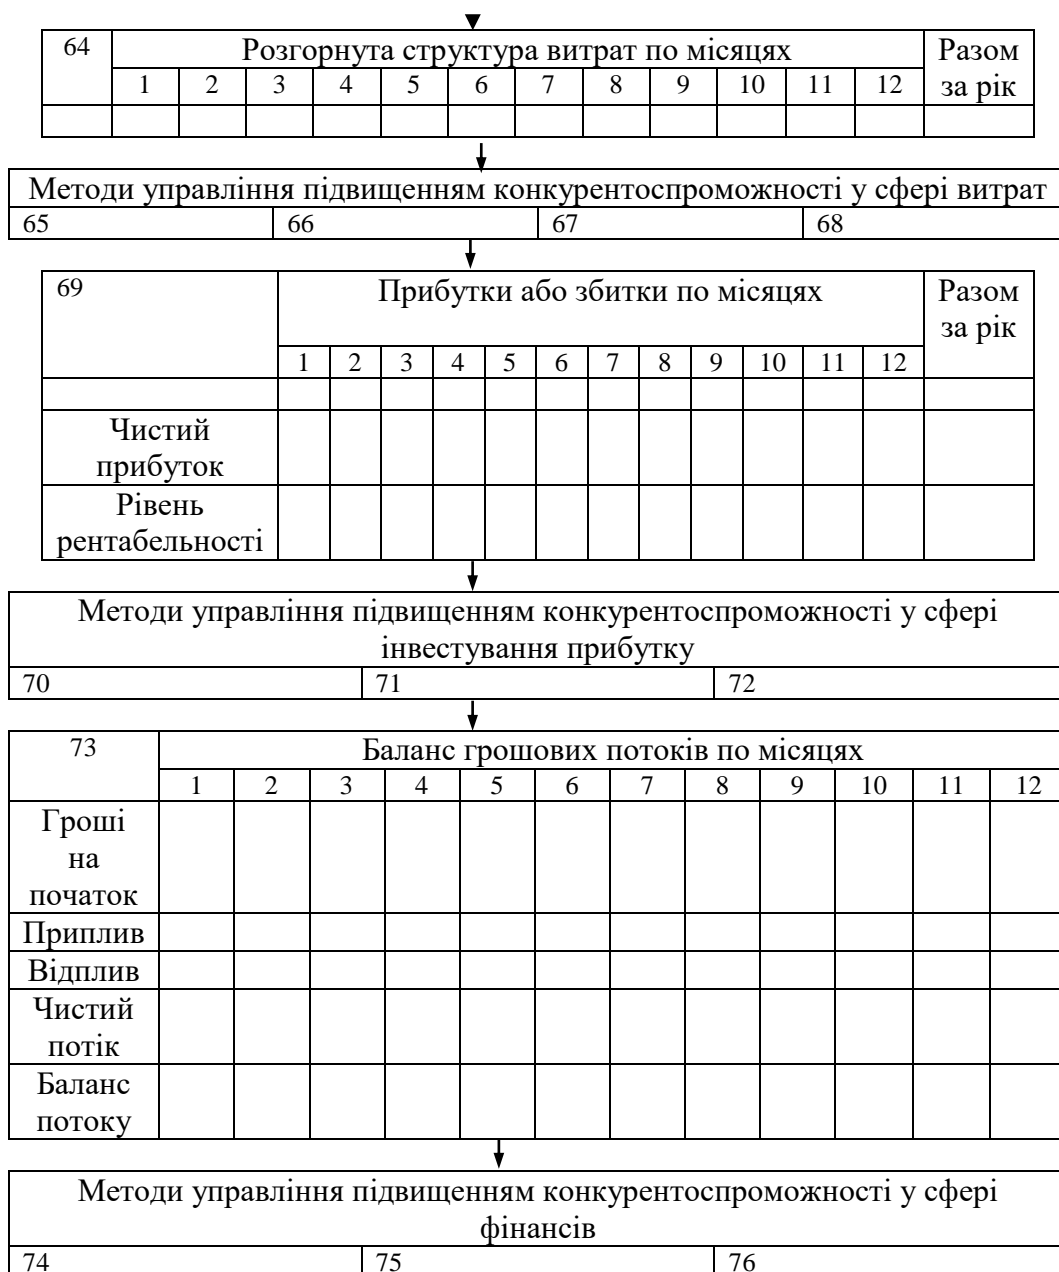 64 Розгорнута структура витрат по місяцях Разом
1 2 3 4 5 6 7 8 9 10 11 12 за рік
Методи управління підвищенням конкурентоспроможності у сфері витрат
65 66 67 68
69 Прибутки або збитки по місяцях Разом
за рік
1 2 3 4 5 6 7 8 9 10 11 12
Чистий
прибуток
Рівень
рентабельності
Методи управління підвищенням конкурентоспроможності у сфері
інвестування прибутку
70 71 72
73 Баланс грошових потоків по місяцях
1 2 3 4 5 6 7 8 9 10 11 12
Гроші
на
початок
Приплив
Відплив
Чистий
потік
Баланс
потоку
Методи управління підвищенням конкурентоспроможності у сфері
фінансів
74 75 76